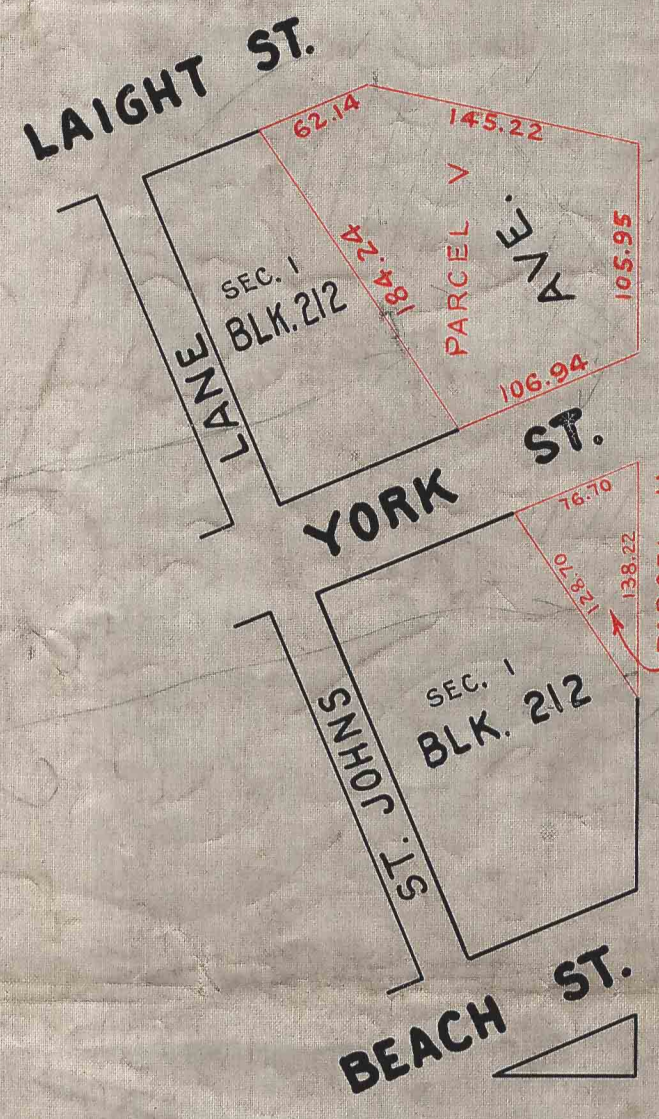 LAIGHT ST.
62.14
145.22
184.24
PARCEL V
AVE.
105.95
SEC. 1
BLK. 212
LANE
106.94
YORK ST.
76.70
128.70
138.22
SEC. 1
BLK. 212
ST. JOHNS
BEACH ST.